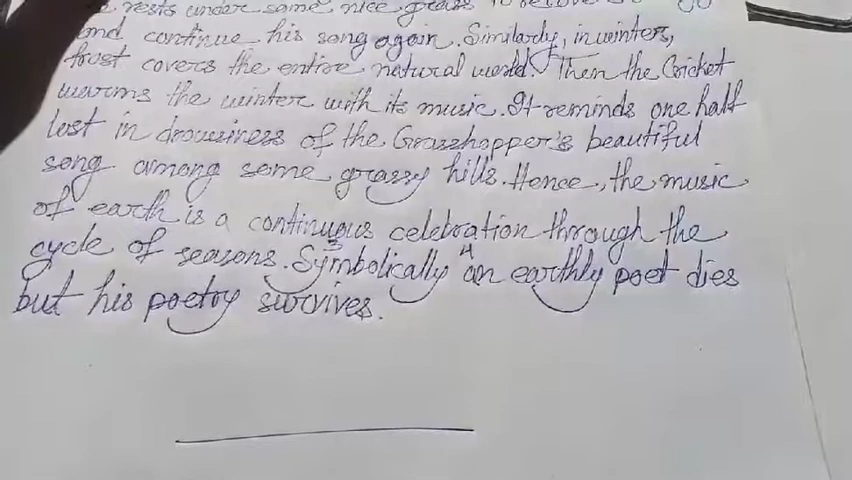 rests under some nice grass to
and continue his song again. Similarly, in winters,
frost covers the entire natural world. Then the Cricket
warms the winter with its music. It reminds one half
lost in drowsiness of the Grasshopper's beautiful
song among some grassy hills. Hence, the music
of earth is a continuous celebration through the
cycle of seasons. Symbolically an earthly poet dies
but his poetry survives.